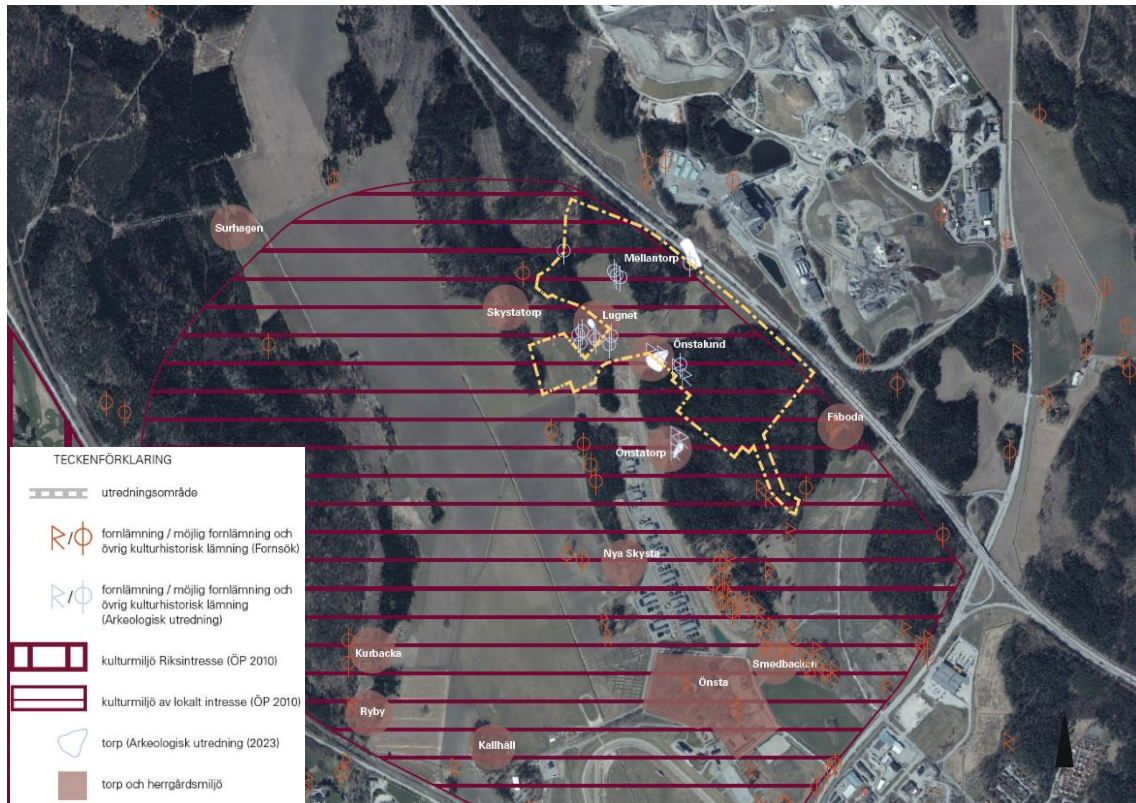 Surhagen
Mellantorp
Skystatorp
Lugnet
Önstalund
Fäboda
Önstatorp
Nya Skysta
Kurbacka
Smedbacken
Önsta
Ryby
Kallhäll
TECKENFÖRKLARING
utredningsområde
R/
fornlämning / möjlig fornlämning och
övrig kulturhistorisk lämning (Fornsök)
R/
fornlämning / möjlig fornlämning och
övrig kulturhistorisk lämning
(Arkeologisk utredning)
kulturmiljö Riksintresse (ÖP 2010)
kulturmiljö av lokalt intresse (ÖP 2010)
torp (Arkeologisk utredning (2023)
torp och herrgårdsmiljö